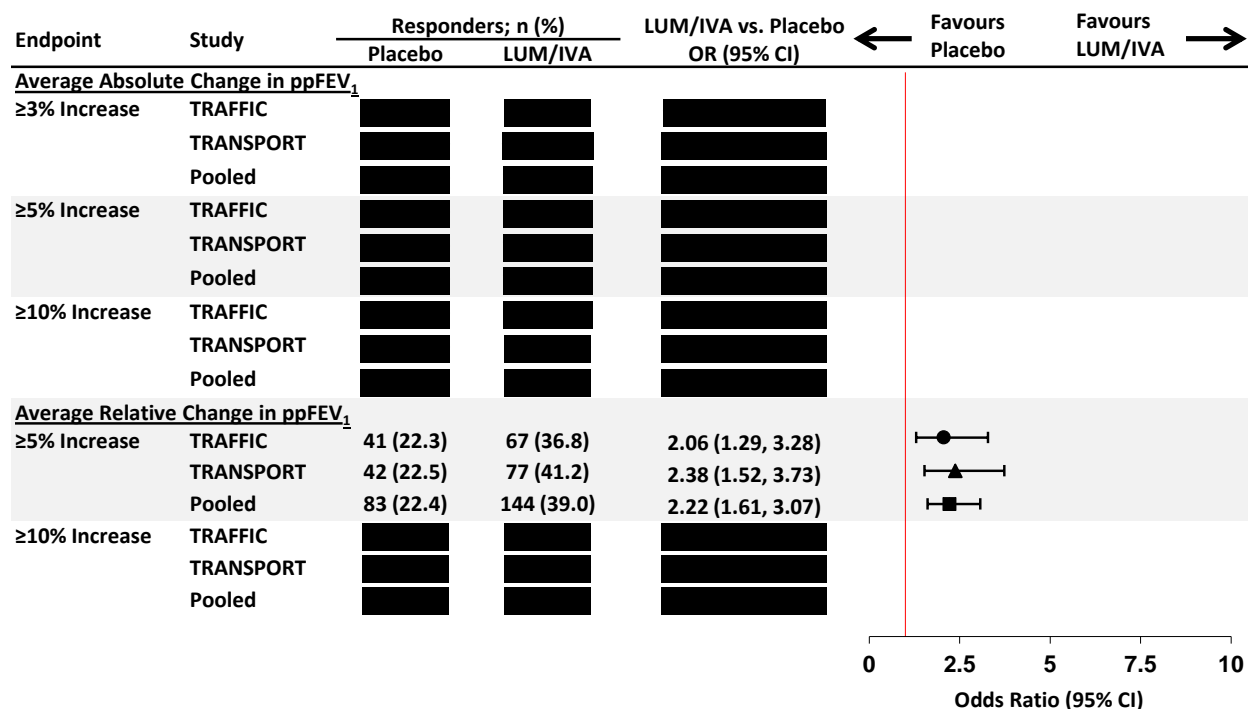 Endpoint Study Responders; n (%) LUM/IVA vs. Placebo Favours Favours
Placebo LUM/IVA OR (95% CI) Placebo LUM/IVA
Average Absolute Change in ppFEV1
≥3% Increase TRAFFIC
TRANSPORT
Pooled
≥5% Increase TRAFFIC
TRANSPORT
Pooled
≥10% Increase TRAFFIC
TRANSPORT
Pooled
Average Relative Change in ppFEV1
≥5% Increase TRAFFIC 41 (22.3) 67 (36.8) 2.06 (1.29, 3.28)
TRANSPORT 42 (22.5) 77 (41.2) 2.38 (1.52, 3.73)
Pooled 83 (22.4) 144 (39.0) 2.22 (1.61, 3.07)
≥10% Increase TRAFFIC
TRANSPORT
Pooled
0 2.5 5 7.5 10
Odds Ratio (95% CI)